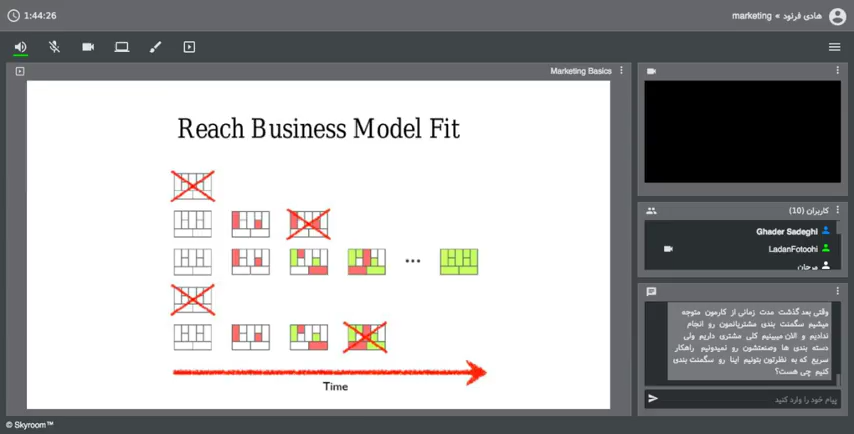 1:44:26
هادی فرنود » marketing
Marketing Basics
Reach Business Model Fit
Time
کاربران (10)
Ghader Sadeghi
LadanFotoohi
مرجان
وقتی بعد گذشت مدت زمانی از کارمون متوجه
میشیم سگمنت بندی مشتریانمون رو انجام
ندادیم و الان میبینیم کلی مشتری داریم ولی
دسته بندی ها وصنعتشون رو نمیدونیم راهکار
سریع که به نظرتون بتونیم اینا رو سگمنت بندی
کنیم چی هست؟
پیام خود را وارد کنید
© Skyroom™